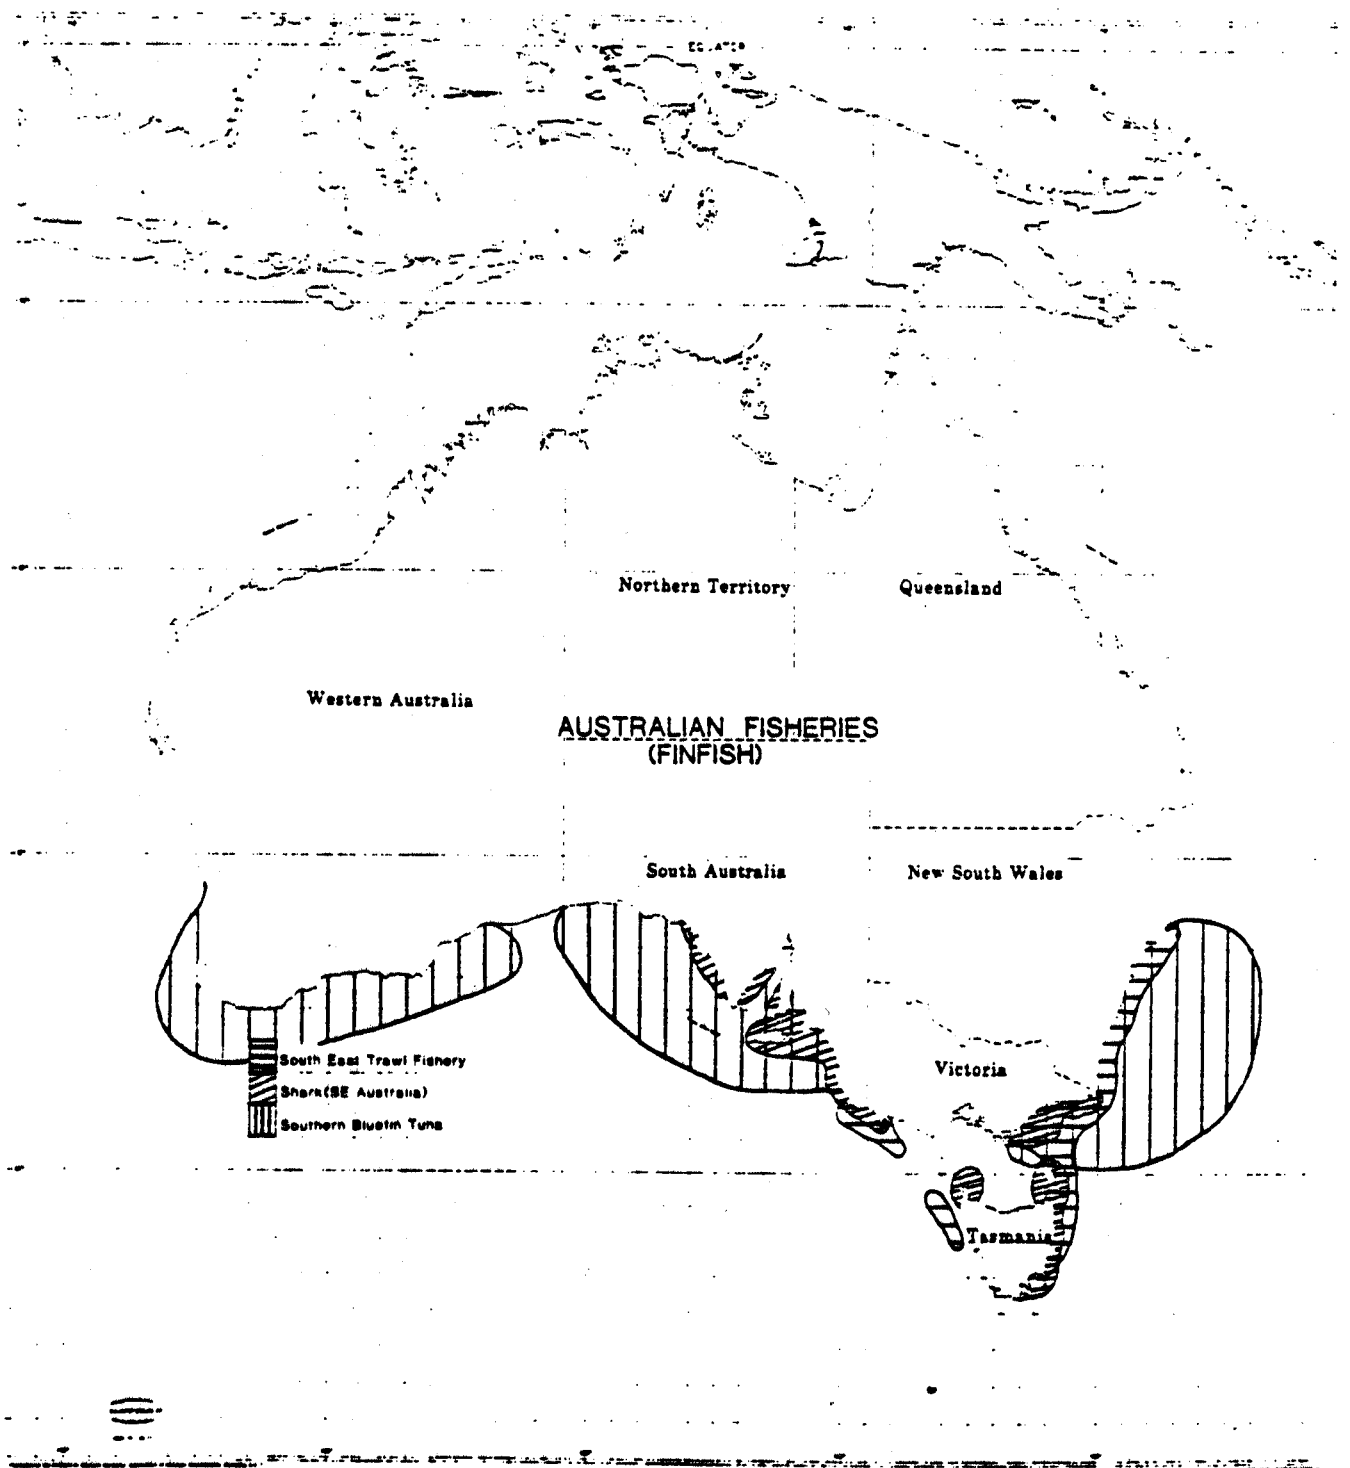 EQUATOR
Northern Territory
Queensland
Western Australia
AUSTRALIAN FISHERIES
(FINFISH)
South Australia
New South Wales
South East Trawl Fishery
Shark(SE Australia)
Southern Bluefin Tuna
Victoria
Tasmania